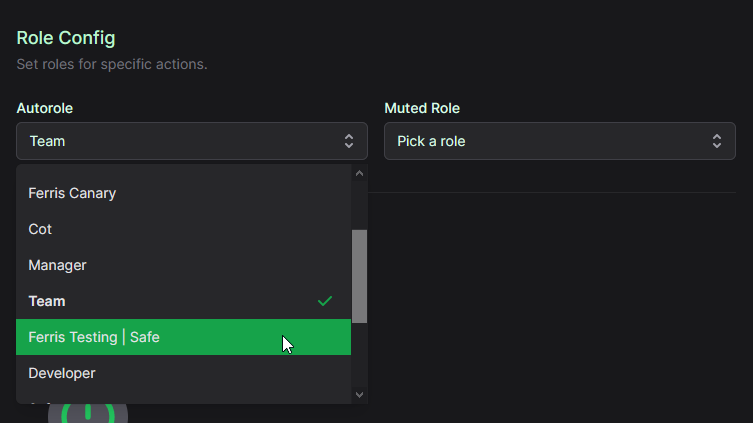 Role Config
Set roles for specific actions.
Autorole
Muted Role
Team
Pick a role
Ferris Canary
Cot
Manager
Team
Ferris Testing | Safe
Developer